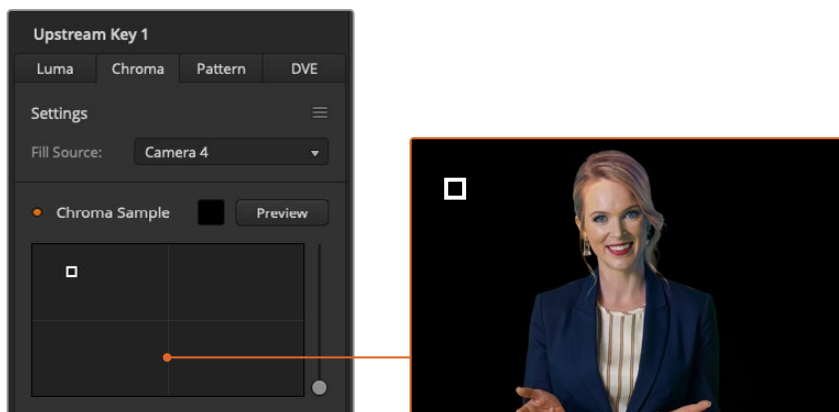 Upstream Key 1
Luma Chroma Pattern DVE
Settings
Fill Source: Camera 4
Chroma Sample Preview